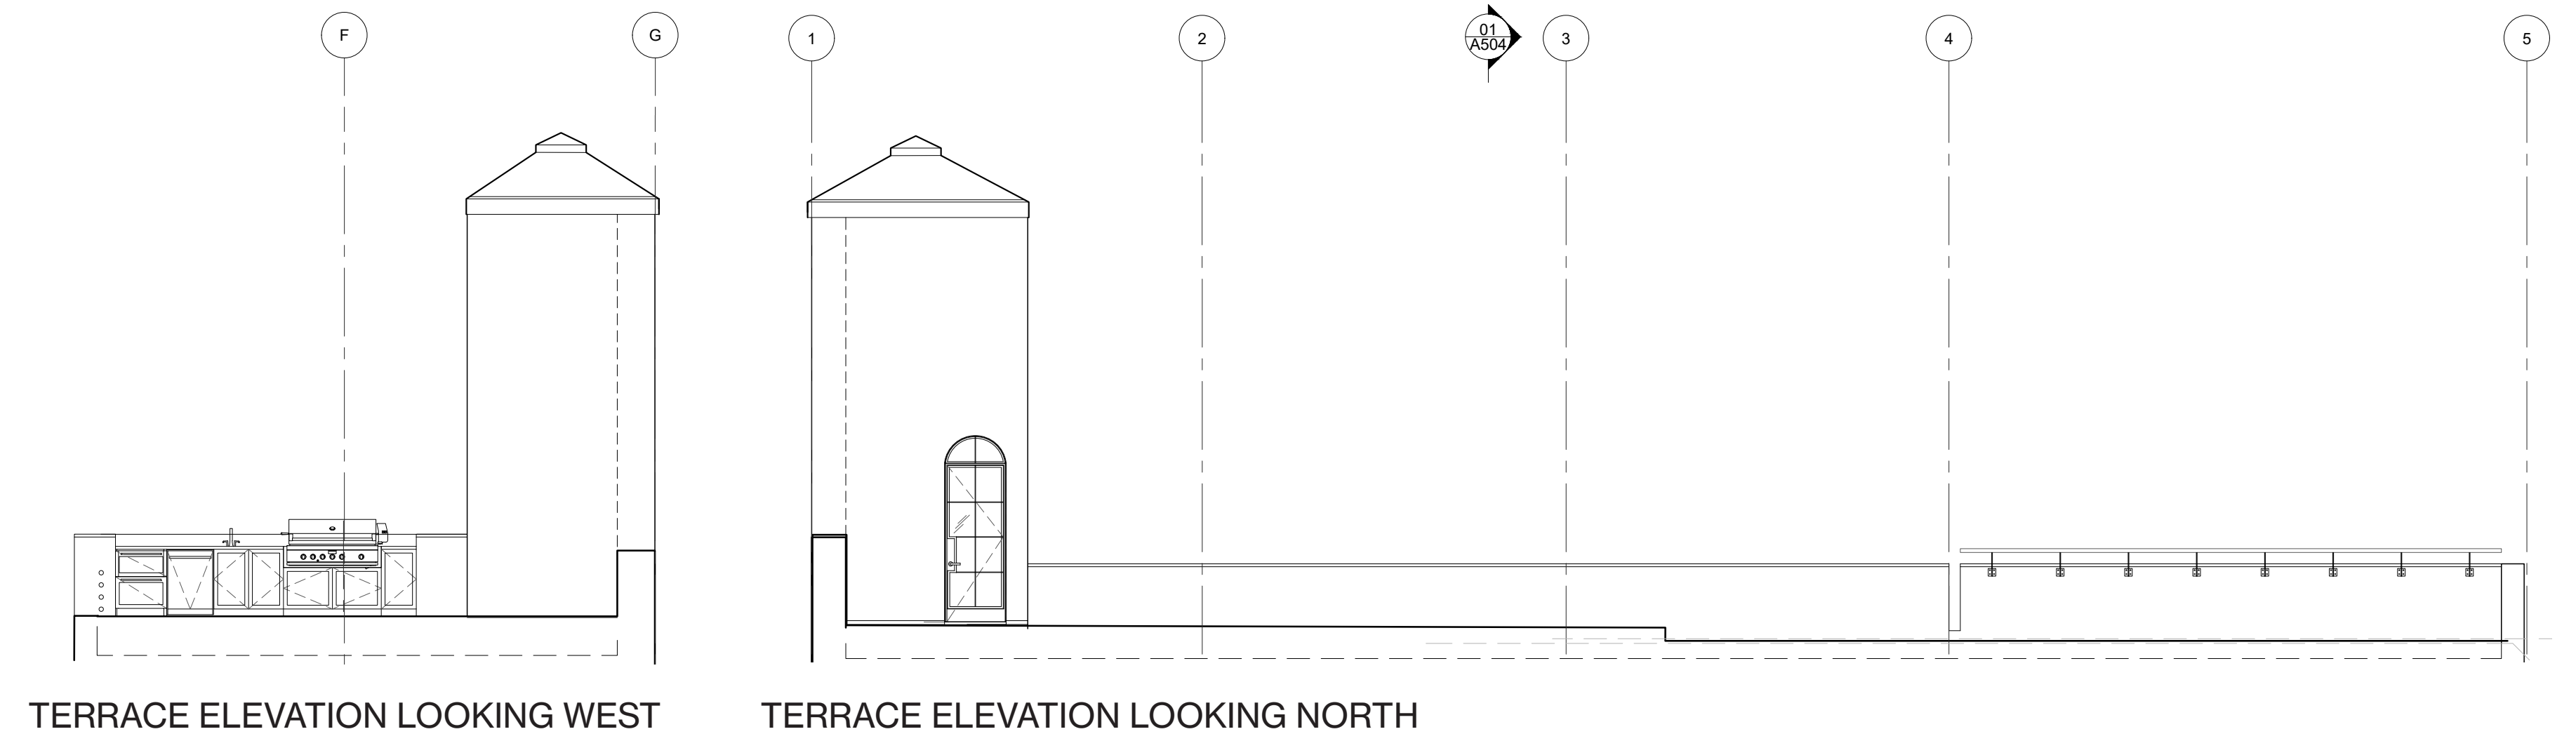 F
G
1
2
01
A504
3
4
5
TERRACE ELEVATION LOOKING WEST
TERRACE ELEVATION LOOKING NORTH